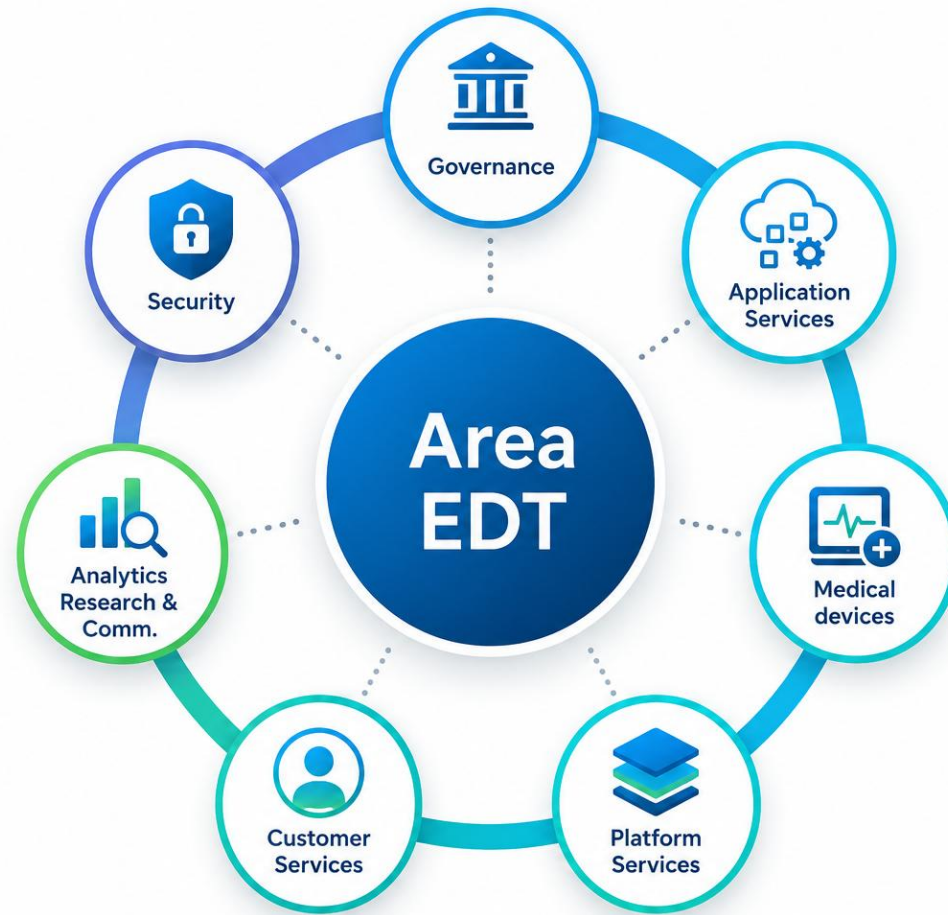 Governance
Security
Application
Services
Area
EDT
Analytics
Research &
Comm.
Medical
devices
Customer
Services
Platform
Services